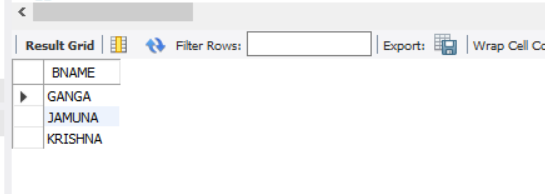 Result Grid Filter Rows: Export: Wrap Cell Co
BNAME
GANGA
JAMUNA
KRISHNA